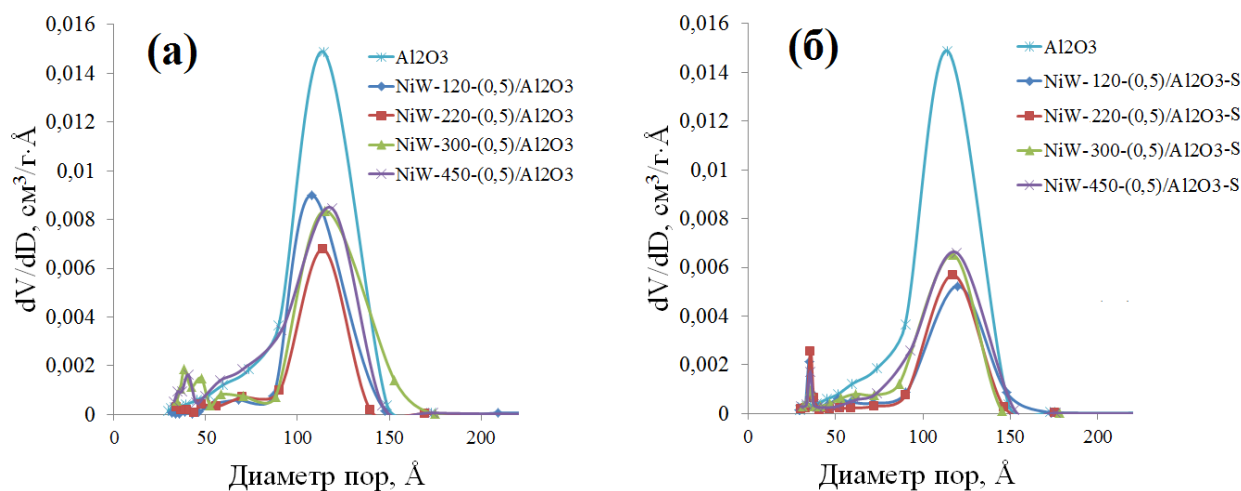 (а)
dV/dD, см³/г·Å
0,016
0,014
0,012
0,01
0,008
0,006
0,004
0,002
0
0 50 100 150 200
Диаметр пор, Å
Al2O3
NiW-120-(0,5)/Al2O3
NiW-220-(0,5)/Al2O3
NiW-300-(0,5)/Al2O3
NiW-450-(0,5)/Al2O3
(б)
dV/dD, см³/г·Å
0,016
0,014
0,012
0,01
0,008
0,006
0,004
0,002
0
0 50 100 150 200
Диаметр пор, Å
Al2O3
NiW-120-(0,5)/Al2O3-S
NiW-220-(0,5)/Al2O3-S
NiW-300-(0,5)/Al2O3-S
NiW-450-(0,5)/Al2O3-S